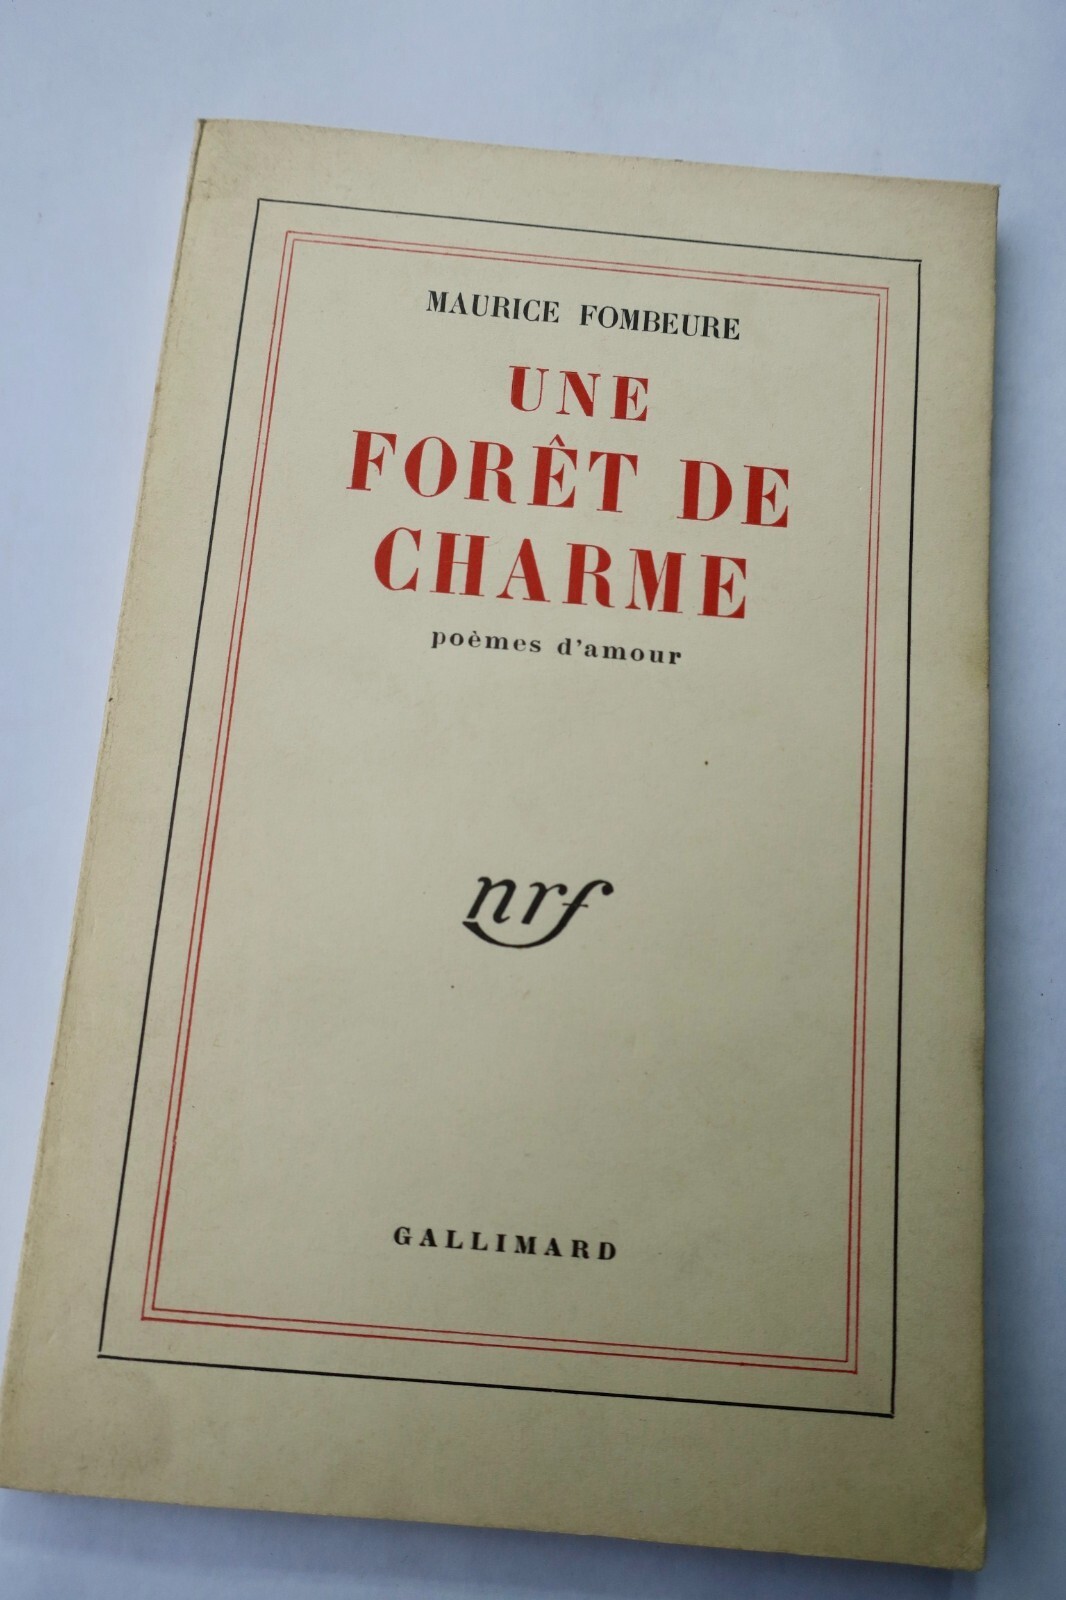 MAURICE FOMBEURE
UNE
FORÊT DE
CHARME
poèmes d'amour
nrf
GALLIMARD